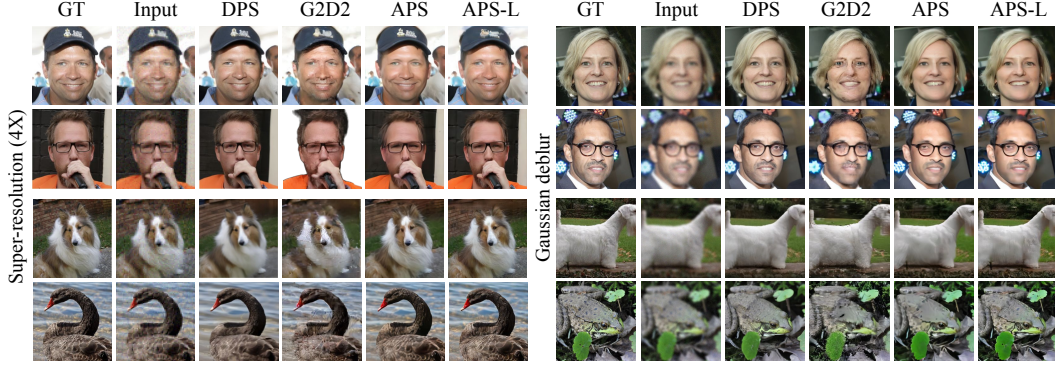 GT Input DPS G2D2 APS APS-L
Super-resolution (4X)
GT Input DPS G2D2 APS APS-L
Gaussian deblur